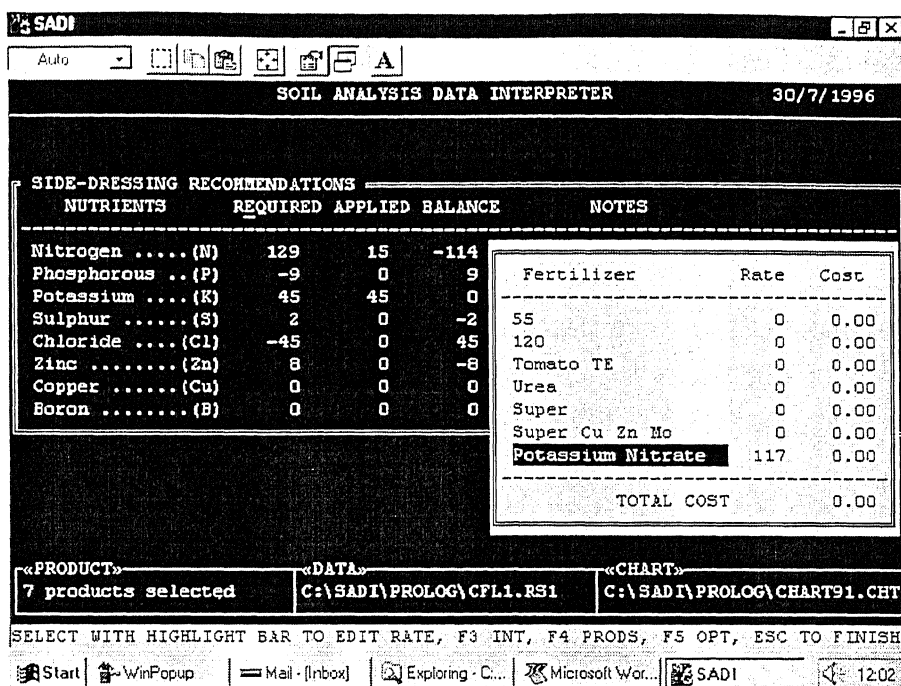 SADI
Auto
A
SOIL ANALYSIS DATA INTERPRETER 30/7/1996
SIDE-DRESSING RECOMMENDATIONS
NUTRIENTS REQUIRED APPLIED BALANCE NOTES
Nitrogen .....(N) 129 15 -114
Phosphorous ..(P) -9 0 9
Potassium ....(K) 45 45 0
Sulphur ......(S) 2 0 -2
Chloride ....(Cl) -45 0 45
Zinc ........(Zn) 8 0 -8
Copper ......(Cu) 0 0 0
Boron ........(B) 0 0 0
Fertilizer Rate Cost
55 0 0.00
120 0 0.00
Tomato TE 0 0.00
Urea 0 0.00
Super 0 0.00
Super Cu Zn Mo 0 0.00
Potassium Nitrate 117 0.00
TOTAL COST 0.00
«PRODUCT» «DATA» «CHART»
7 products selected C:\SADI\PROLOG\CFL1.RS1 C:\SADI\PROLOG\CHART91.CHT
SELECT WITH HIGHLIGHT BAR TO EDIT RATE, F3 INT, F4 PRODS, F5 OPT, ESC TO FINISH
Start WinPopup Mail - [Inbox] Exploring - C:... Microsoft Wor... SADI 12:02